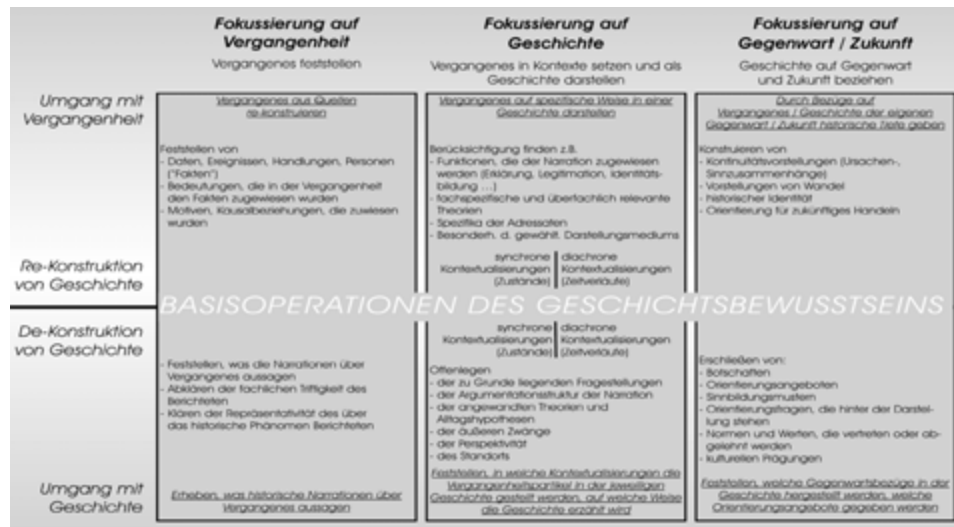 Fokussierung auf
Vergangenheit
Vergangenes feststellen
Fokussierung auf
Geschichte
Vergangenes in Kontexte setzen und als
Geschichte darstellen
Fokussierung auf
Gegenwart / Zukunft
Geschichte auf Gegenwart
und Zukunft beziehen
Umgang mit
Vergangenheit
Vergangenes aus Quellen
re-konstruieren
Feststellen von
- Daten, Ereignissen, Handlungen, Personen
("Fakten")
- Bedeutungen, die in der Vergangenheit
den Fakten zugewiesen wurden
- Motiven, Kausalbeziehungen, die zuwiesen
wurden
Vergangenes auf spezifische Weise in einer
Geschichte darstellen
Berücksichtigung finden z.B.
- Funktionen, die der Narration zugewiesen
werden (Erklärung, Legitimation, Identitäts-
bildung ...)
- fachspezifische und überfachlich relevante
Theorien
- Spezifika der Adressaten
- Besonderh. d. gewählt. Darstellungsmediums
synchrone | diachrone
Kontextualisierungen | Kontextualisierungen
(Zustände) | (Zeitverläufe)
Durch Bezüge auf
Vergangenes / Geschichte der eigenen
Gegenwart / Zukunft historische Tiefe geben
Konstruieren von
- Kontinuitätsvorstellungen (Ursachen-,
Sinnzusammenhänge)
- Vorstellungen von Wandel
- historischer Identität
- Orientierung für zukünftiges Handeln
Re-Konstruktion
von Geschichte
BASISOPERATIONEN DES GESCHICHTSBEWUSSTSEINS
De-Konstruktion
von Geschichte
- Feststellen, was die Narrationen über
Vergangenes aussagen
- Abklären der fachlichen Triftigkeit des
Berichteten
- Klären der Repräsentativität des über
das historische Phänomen Berichteten
Erheben, was historische Narrationen über
Vergangenes aussagen
synchrone | diachrone
Kontextualisierungen | Kontextualisierungen
(Zustände) | (Zeitverläufe)
Offenlegen
- der zu Grunde liegenden Fragestellungen
- der Argumentationsstruktur der Narration
- der angewandten Theorien und
Alltagshypothesen
- der äußeren Zwänge
- der Perspektivität
- des Standorts
Feststellen, in welche Kontextualisierungen die
Vergangenheitspartikel in der jeweiligen
Geschichte gestellt werden, auf welche Weise
die Geschichte erzählt wird
Erschließen von:
- Botschaften
- Orientierungsangeboten
- Sinnbildungsmustern
- Orientierungsfragen, die hinter der Darstel-
lung stehen
- Normen und Werten, die vertreten oder ab-
gelehnt werden
- kulturellen Prägungen
Feststellen, welche Gegenwartsbezüge in der
Geschichte hergestellt werden, welche
Orientierungsangebote gegeben werden
Umgang mit
Geschichte